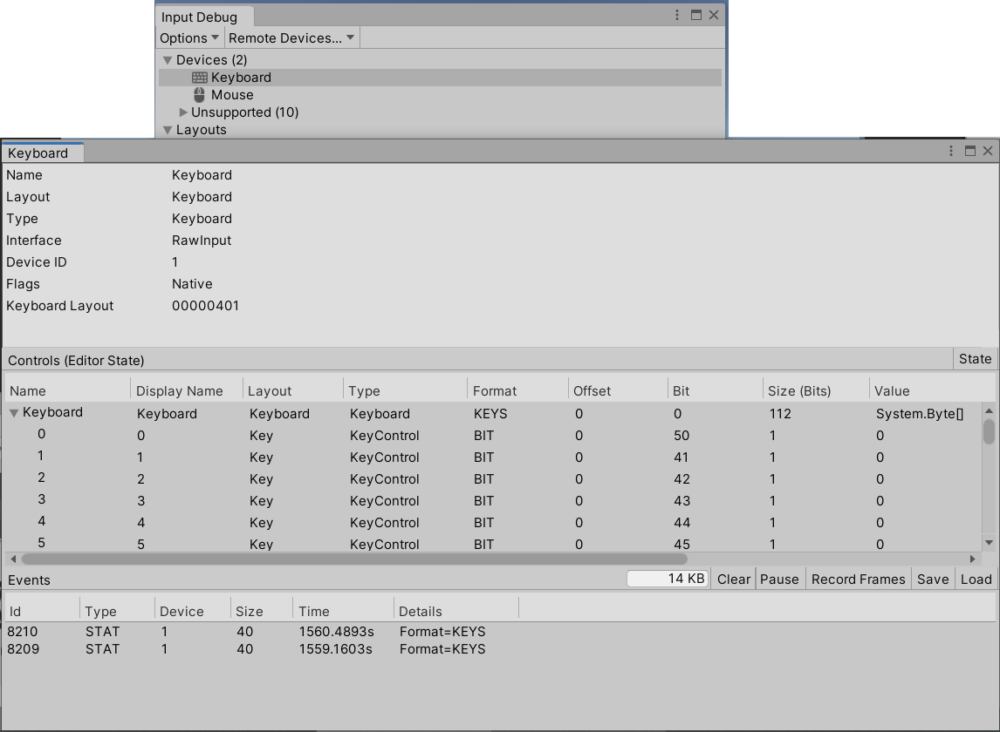 Input Debug
Options Remote Devices...
Devices (2)
Keyboard
Mouse
Unsupported (10)
Layouts
Keyboard
Name Keyboard
Layout Keyboard
Type Keyboard
Interface RawInput
Device ID 1
Flags Native
Keyboard Layout 00000401
Controls (Editor State) State
Name Display Name Layout Type Format Offset Bit Size (Bits) Value
Keyboard Keyboard Keyboard Keyboard KEYS 0 0 112 System.Byte[]
0 0 Key KeyControl BIT 0 50 1 0
1 1 Key KeyControl BIT 0 41 1 0
2 2 Key KeyControl BIT 0 42 1 0
3 3 Key KeyControl BIT 0 43 1 0
4 4 Key KeyControl BIT 0 44 1 0
5 5 Key KeyControl BIT 0 45 1 0
Events 14 KB Clear Pause Record Frames Save Load
Id Type Device Size Time Details
8210 STAT 1 40 1560.4893s Format=KEYS
8209 STAT 1 40 1559.1603s Format=KEYS